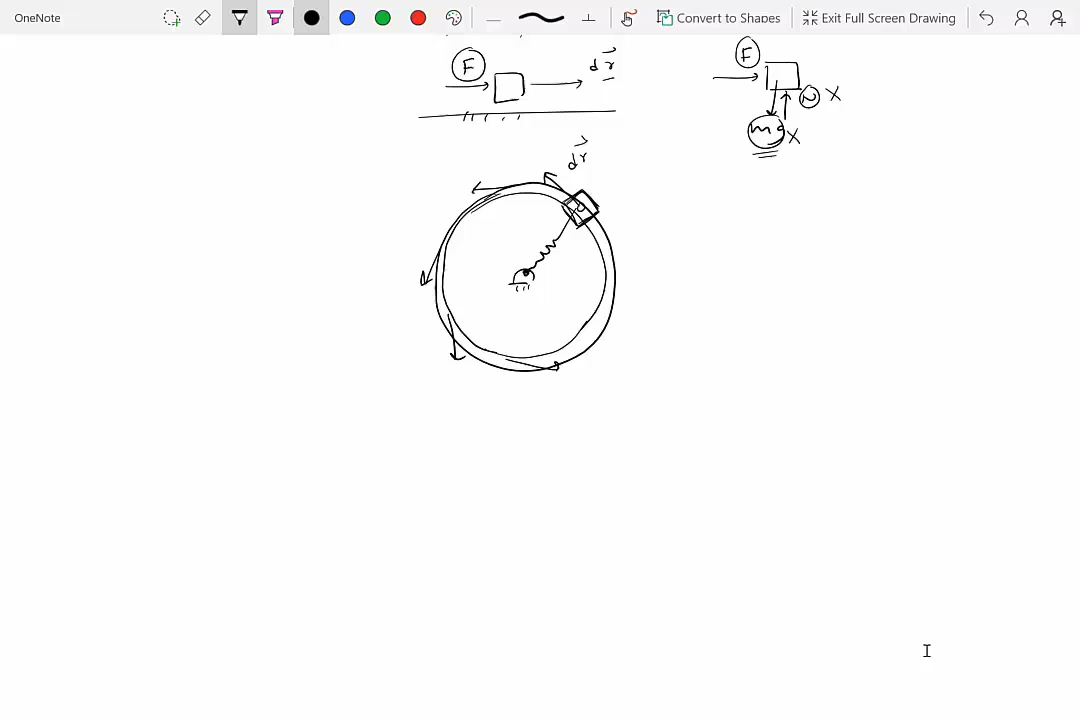 OneNote
Convert to Shapes
Exit Full Screen Drawing
F
dr
F
N X
mg X
dr